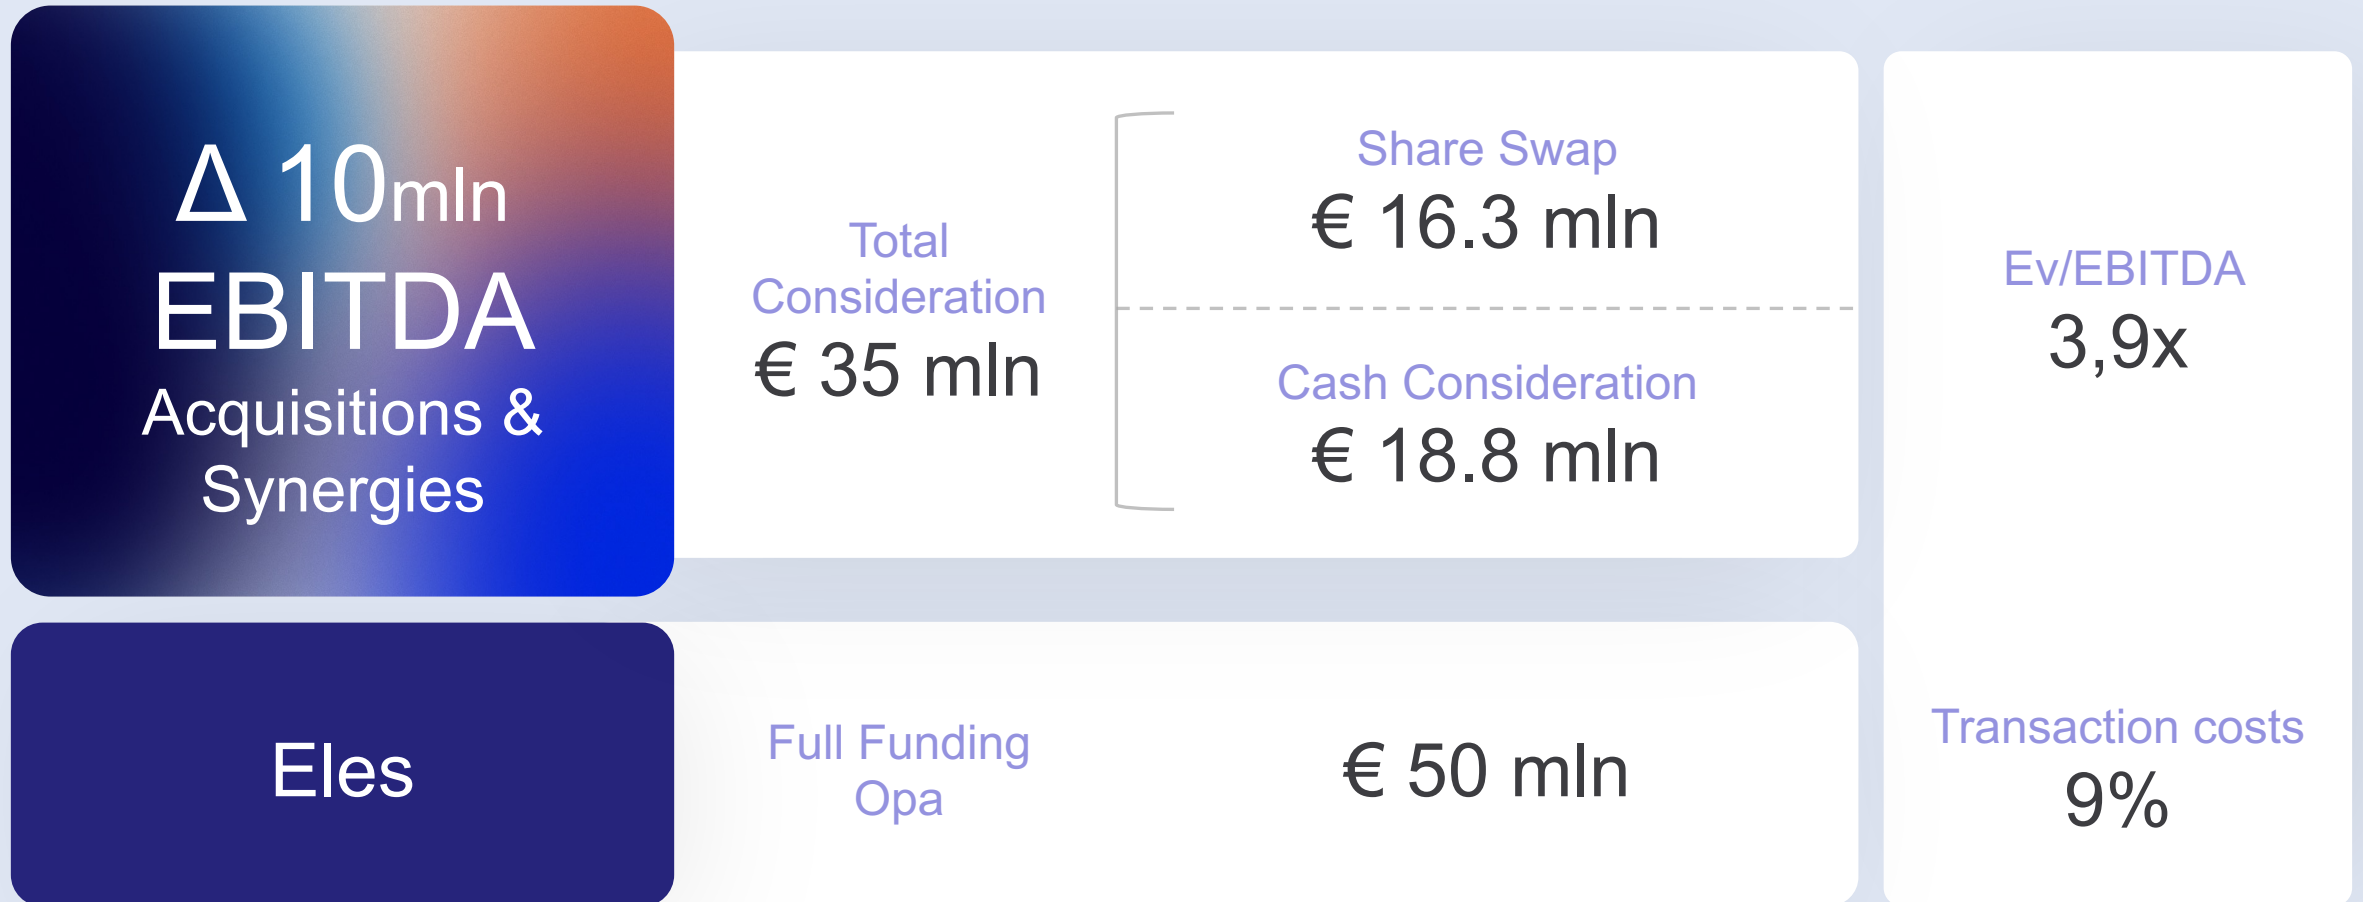 Δ 10mln
EBITDA
Acquisitions &
Synergies
Total
Consideration
€ 35 mln
Share Swap
€ 16.3 mln
Cash Consideration
€ 18.8 mln
Ev/EBITDA
3,9x
Eles
Full Funding
Opa
€ 50 mln
Transaction costs
9%